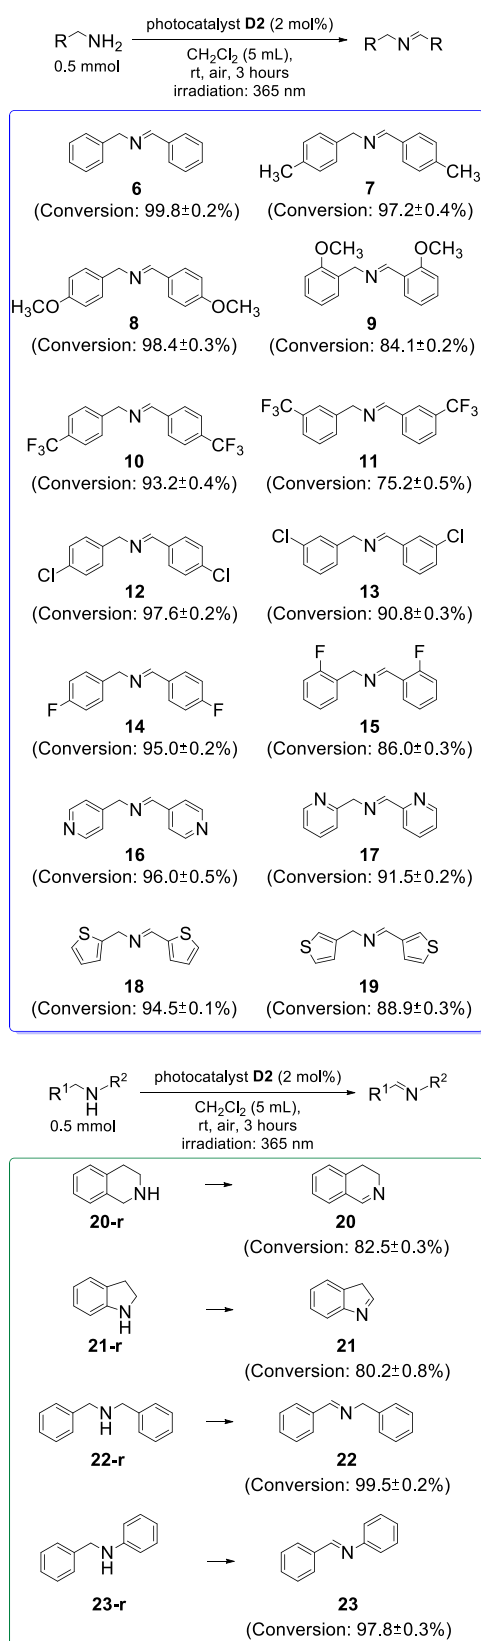 photocatalyst D2 (2 mol%)
R NH2 R N R
0.5 mmol
CH2Cl2 (5 mL),
rt, air, 3 hours
irradiation: 365 nm
N N
CH3 CH3
6 7
(Conversion: 99.8±0.2%) (Conversion: 97.2±0.4%)
OCH3 OCH3
N N
H3CO OCH3
8 9
(Conversion: 98.4±0.3%) (Conversion: 84.1±0.2%)
N F3C N CF3
F3C CF3
10 11
(Conversion: 93.2±0.4%) (Conversion: 75.2±0.5%)
N Cl N Cl
Cl Cl
12 13
(Conversion: 97.6±0.2%) (Conversion: 90.8±0.3%)
F F
N N
F F
14 15
(Conversion: 95.0±0.2%) (Conversion: 86.0±0.3%)
N N N N
N N
16 17
(Conversion: 96.0±0.5%) (Conversion: 91.5±0.2%)
S N S S N S
18 19
(Conversion: 94.5±0.1%) (Conversion: 88.9±0.3%)
photocatalyst D2 (2 mol%)
R1 N R2 R1 N R2
H
0.5 mmol
CH2Cl2 (5 mL),
rt, air, 3 hours
irradiation: 365 nm
NH N
20-r 20
(Conversion: 82.5±0.3%)
N N
H
21-r 21
(Conversion: 80.2±0.8%)
N N
H
22-r 22
(Conversion: 99.5±0.2%)
N N
H
23-r 23
(Conversion: 97.8±0.3%)